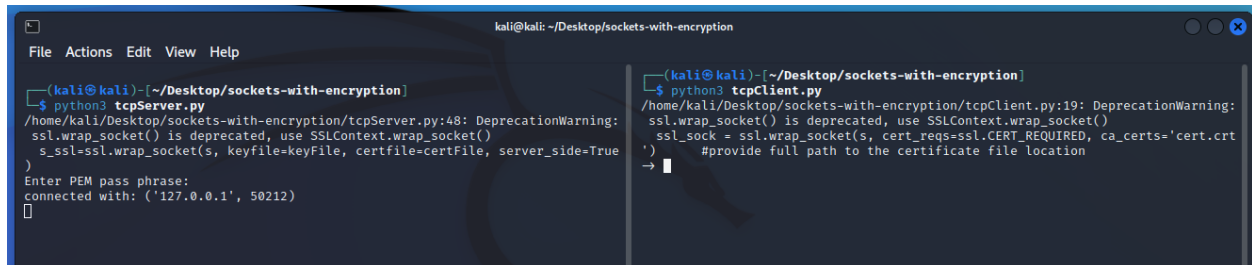 kali@kali: ~/Desktop/sockets-with-encryption
File Actions Edit View Help
┌──(kali㉿kali)-[~/Desktop/sockets-with-encryption]
└─$ python3 tcpServer.py
/home/kali/Desktop/sockets-with-encryption/tcpServer.py:48: DeprecationWarning:
ssl.wrap_socket() is deprecated, use SSLContext.wrap_socket()
s_ssl=ssl.wrap_socket(s, keyfile=keyFile, certfile=certFile, server_side=True
)
Enter PEM pass phrase:
connected with: ('127.0.0.1', 50212)
┌──(kali㉿kali)-[~/Desktop/sockets-with-encryption]
└─$ python3 tcpClient.py
/home/kali/Desktop/sockets-with-encryption/tcpClient.py:19: DeprecationWarning:
ssl.wrap_socket() is deprecated, use SSLContext.wrap_socket()
ssl_sock = ssl.wrap_socket(s, cert_reqs=ssl.CERT_REQUIRED, ca_certs='cert.crt
') #provide full path to the certificate file location
→